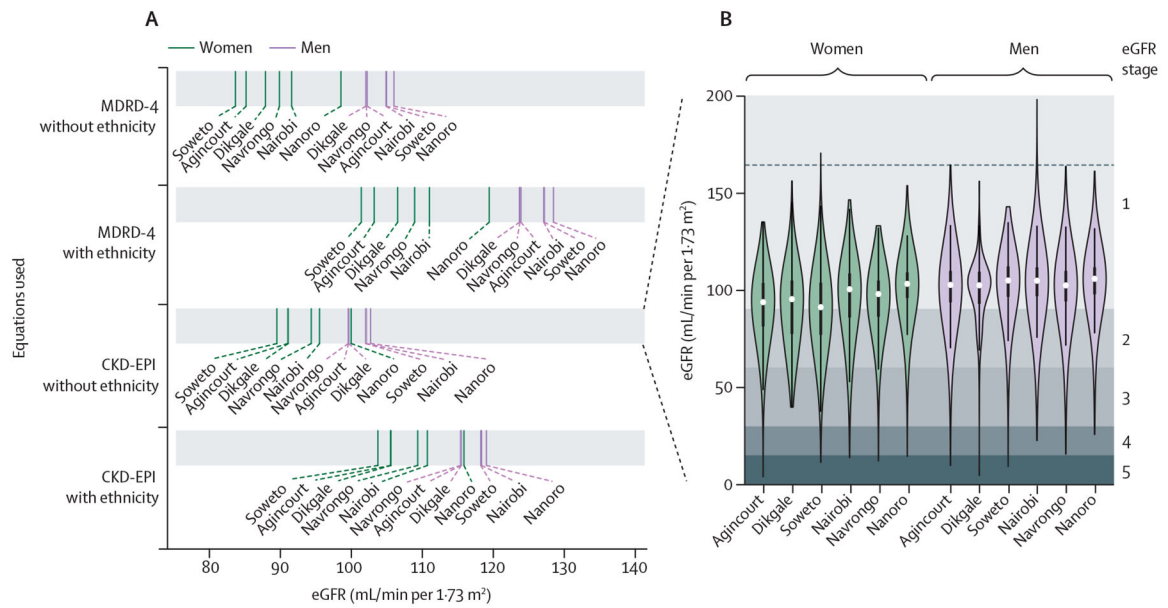 A
Women
Men
Equations used
MDRD-4
without ethnicity
Soweto
Agincourt
Dikgale
Navrongo
Nairobi
Nanoro
Dikgale
Navrongo
Agincourt
Nairobi
Soweto
Nanoro
MDRD-4
with ethnicity
Soweto
Agincourt
Dikgale
Navrongo
Nairobi
Nanoro
Dikgale
Navrongo
Agincourt
Nairobi
Soweto
Nanoro
CKD-EPI
without ethnicity
Soweto
Agincourt
Dikgale
Navrongo
Nairobi
Navrongo
Agincourt
Dikgale
Nanoro
Soweto
Nairobi
Nanoro
CKD-EPI
with ethnicity
Soweto
Agincourt
Dikgale
Navrongo
Nairobi
Navrongo
Agincourt
Dikgale
Nanoro
Soweto
Nairobi
Nanoro
80 90 100 110 120 130 140
eGFR (mL/min per 1·73 m²)
B
Women
Men
eGFR
stage
eGFR (mL/min per 1·73 m²)
200
150
100
50
0
1
2
3
4
5
Agincourt
Dikgale
Soweto
Nairobi
Navrongo
Nanoro
Agincourt
Dikgale
Soweto
Nairobi
Navrongo
Nanoro